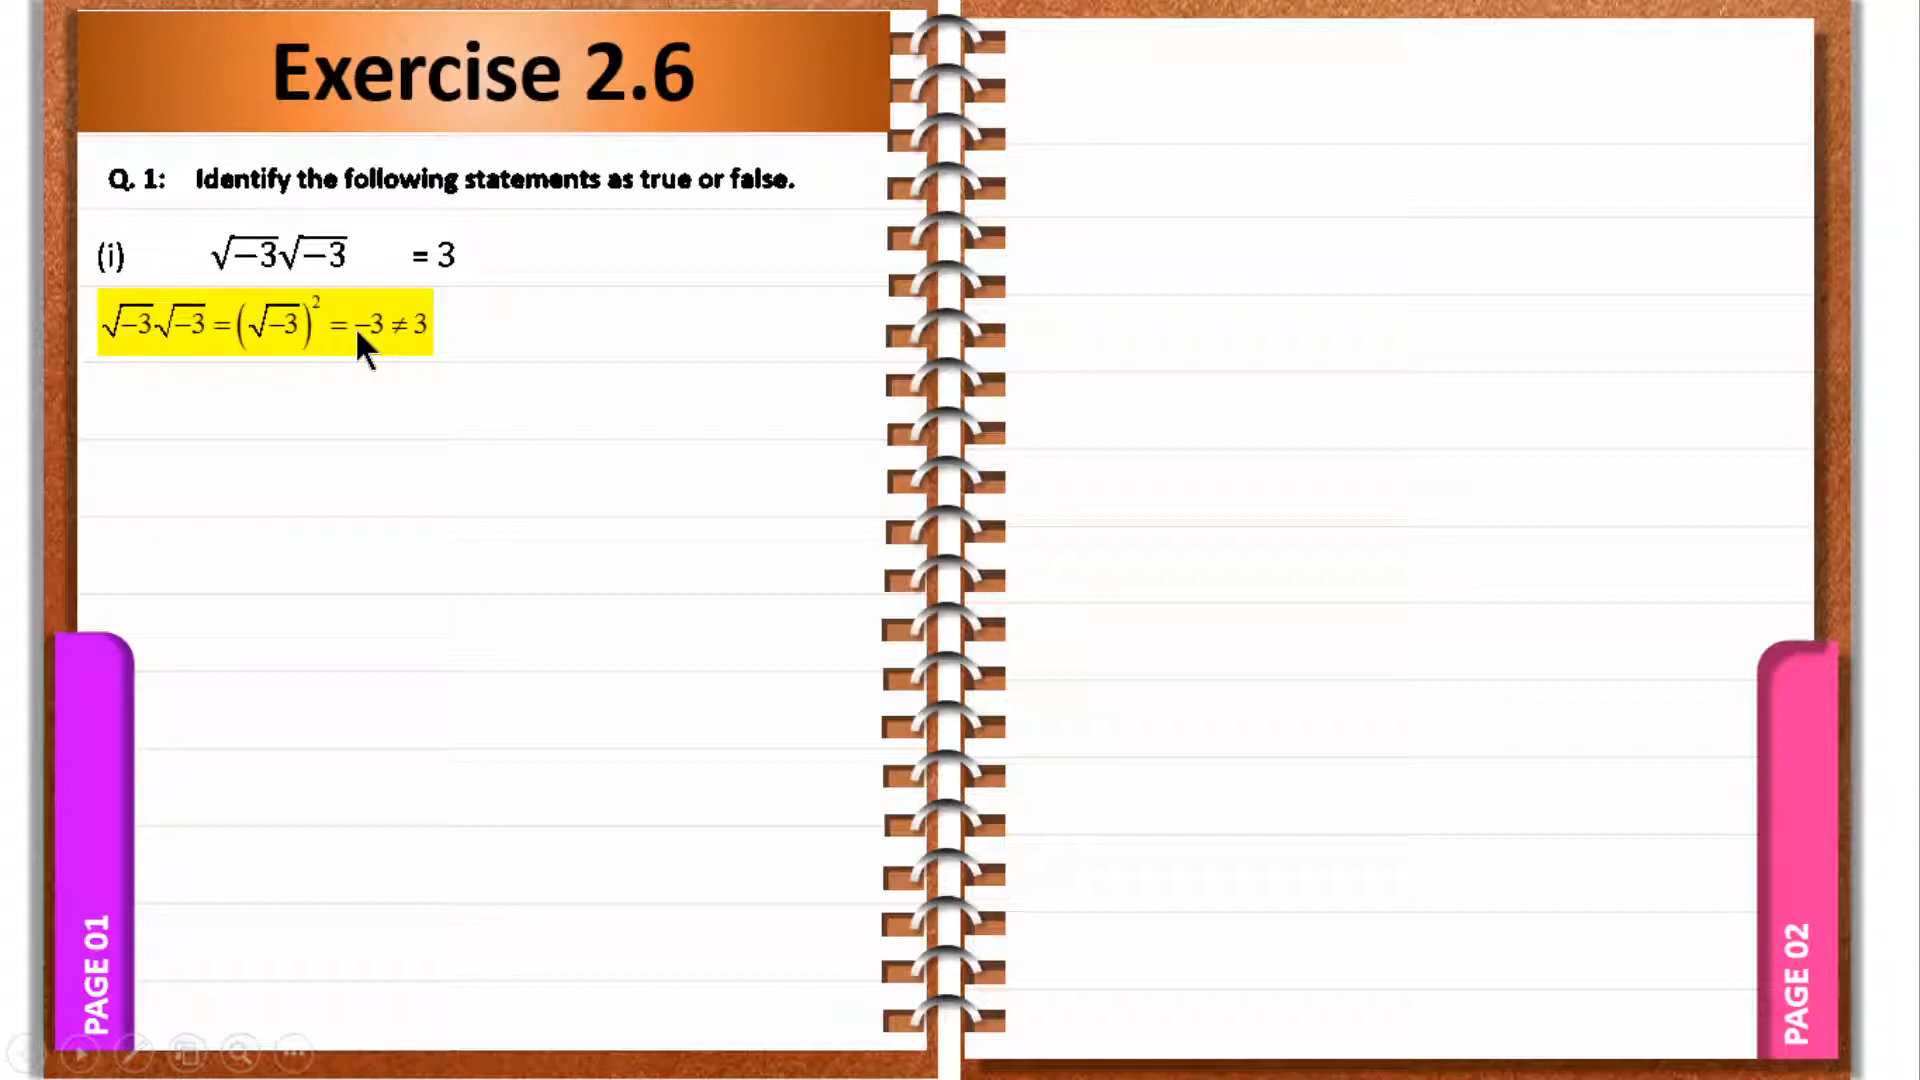 Exercise 2.6
Q. 1: Identify the following statements as true or false.
(i) √−3√−3 = 3
√−3√−3 = (√−3)² = −3 ≠ 3
PAGE 01
PAGE 02